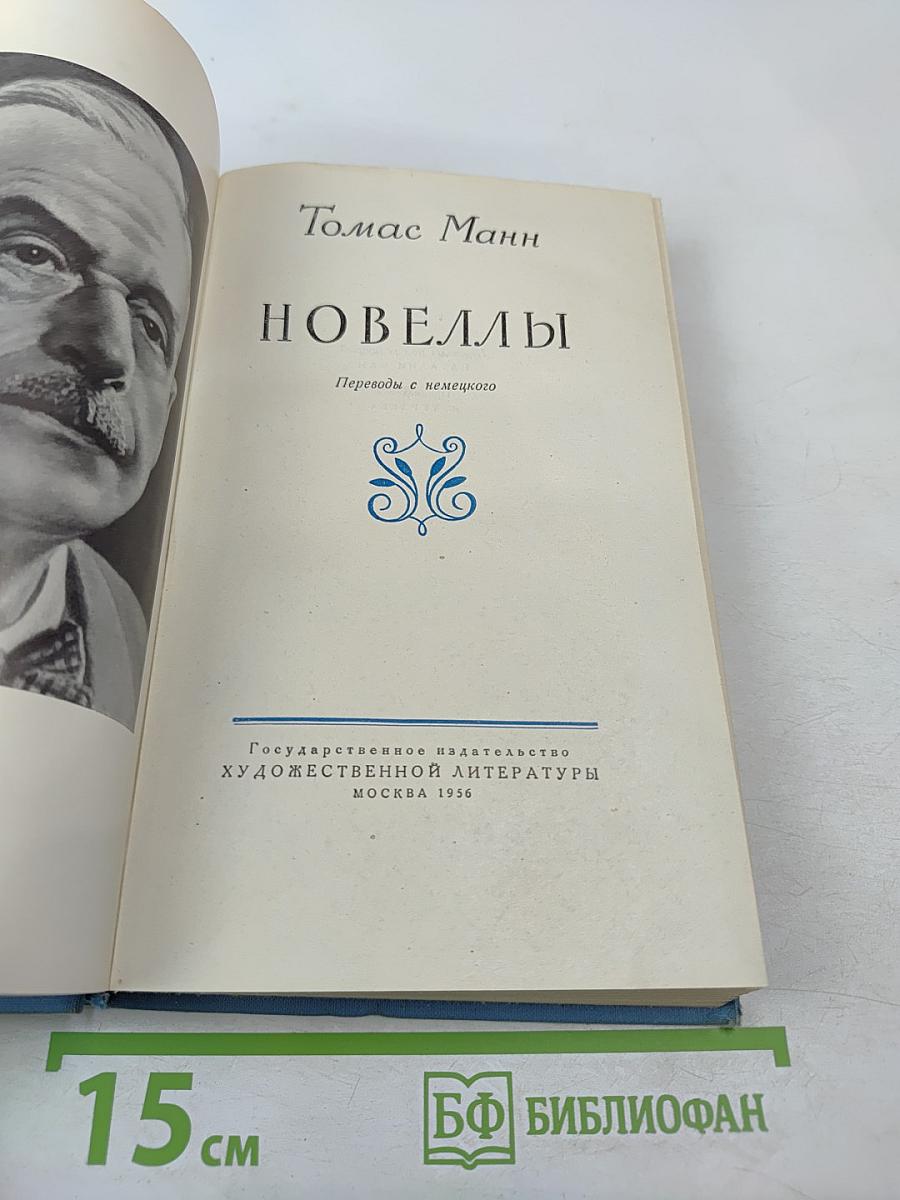 Томас Манн
НОВЕЛЛЫ
Переводы с немецкого
Государственное издательство
ХУДОЖЕСТВЕННОЙ ЛИТЕРАТУРЫ
МОСКВА 1956
15 см
БФ БИБЛИОФАН